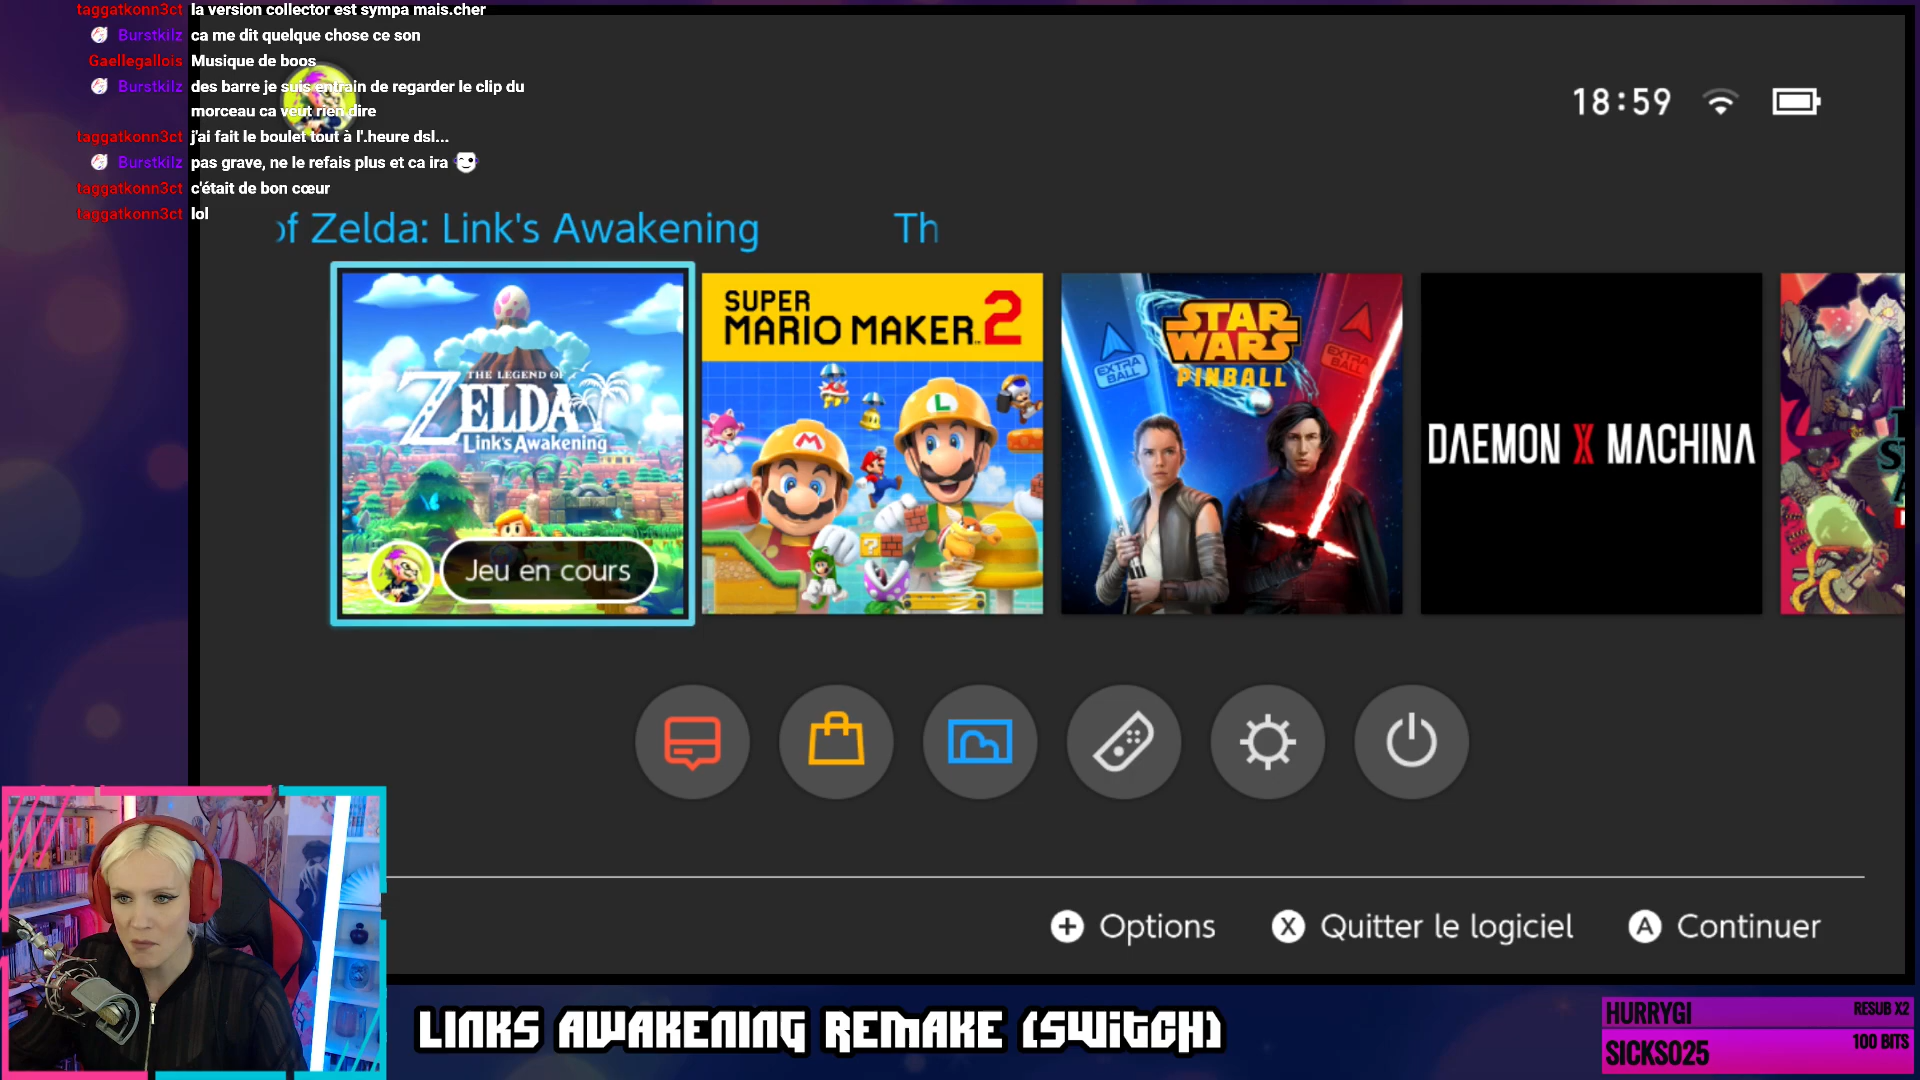 taggatkonn3ct la version collector est sympa mais.cher
Burstkilz ca me dit quelque chose ce son
Gaellegallois Musique de boos
Burstkilz des barre je suis entrain de regarder le clip du
morceau ca veut rien dire
taggatkonn3ct j'ai fait le boulet tout à l'.heure dsl...
Burstkilz pas grave, ne le refais plus et ca ira
taggatkonn3ct c'était de bon cœur
taggatkonn3ct lol
18:59
of Zelda: Link's Awakening Th
THE LEGEND OF
ZELDA
Link's Awakening
Jeu en cours
SUPER
MARIO MAKER 2
STAR
WARS
PINBALL
EXTRA
BALL
EXTRA
BALL
DAEMON X MACHINA
+ Options
X Quitter le logiciel
A Continuer
LINKS AWAKENING REMAKE (SWITCH)
HURRYGI RESUB X2
SICKS025 100 BITS